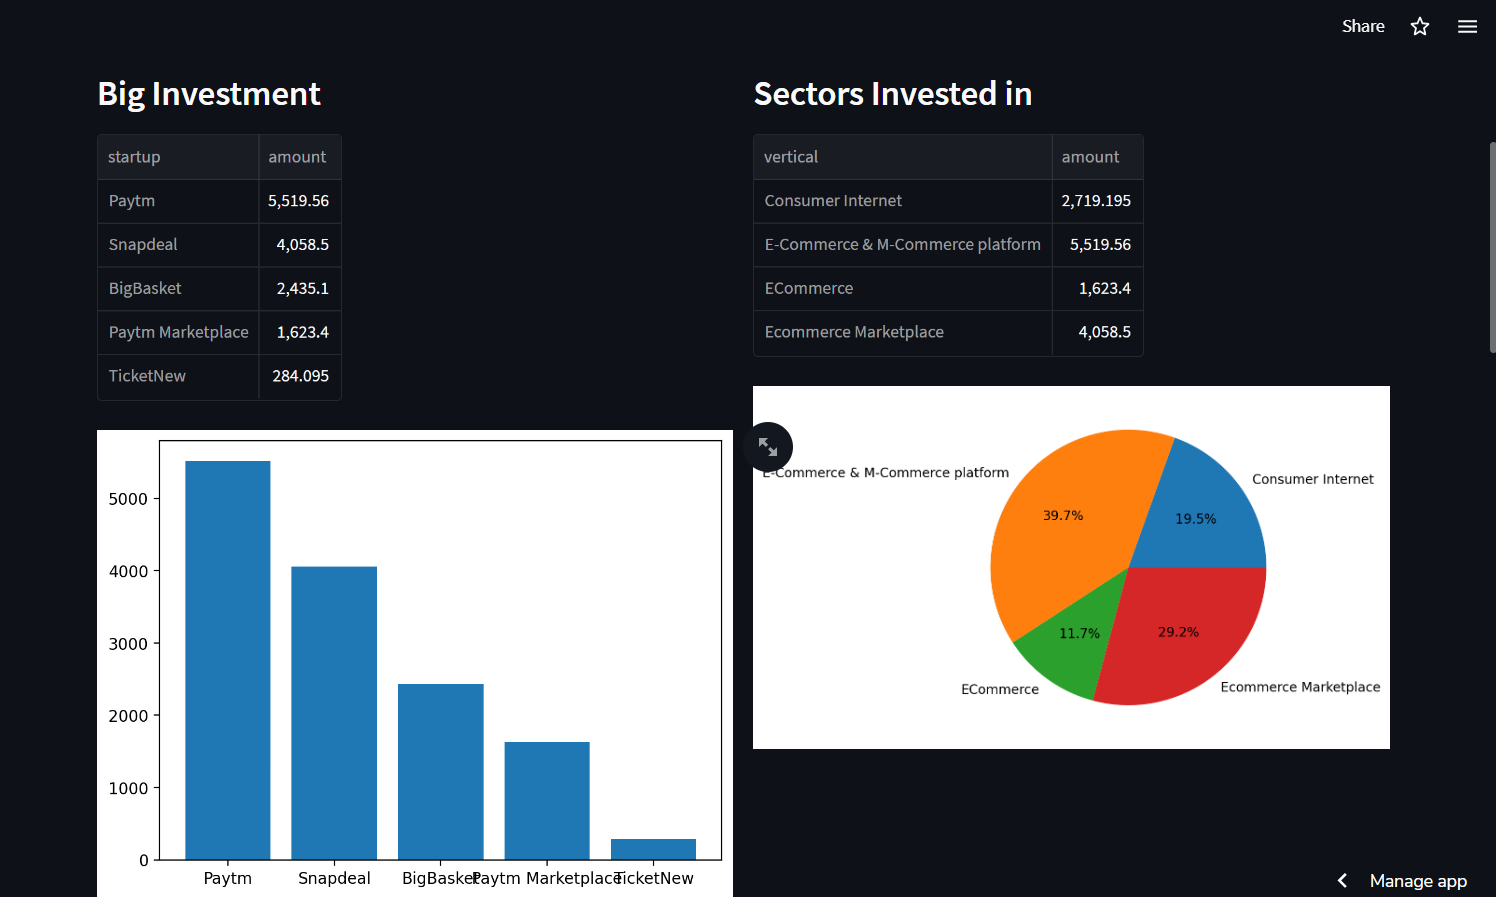 Share
Big Investment
startup amount
Paytm 5,519.56
Snapdeal 4,058.5
BigBasket 2,435.1
Paytm Marketplace 1,623.4
TicketNew 284.095
5000
4000
3000
2000
1000
0
Paytm Snapdeal BigBasket Paytm Marketplace TicketNew
Sectors Invested in
vertical amount
Consumer Internet 2,719.195
E-Commerce & M-Commerce platform 5,519.56
ECommerce 1,623.4
Ecommerce Marketplace 4,058.5
E-Commerce & M-Commerce platform
Consumer Internet
39.7%
19.5%
11.7%
29.2%
ECommerce
Ecommerce Marketplace
Manage app